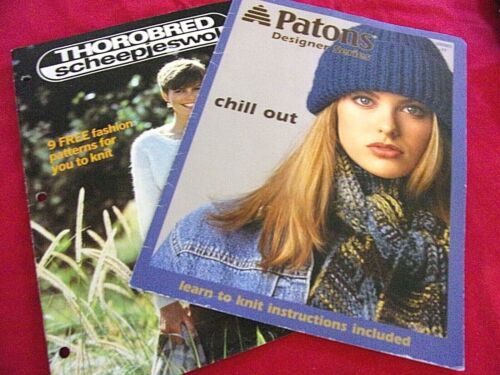 THOROBRED
scheepjeswol
9 FREE fashion
patterns for
you to knit
Patons
Designer Series
chill out
learn to knit instructions included